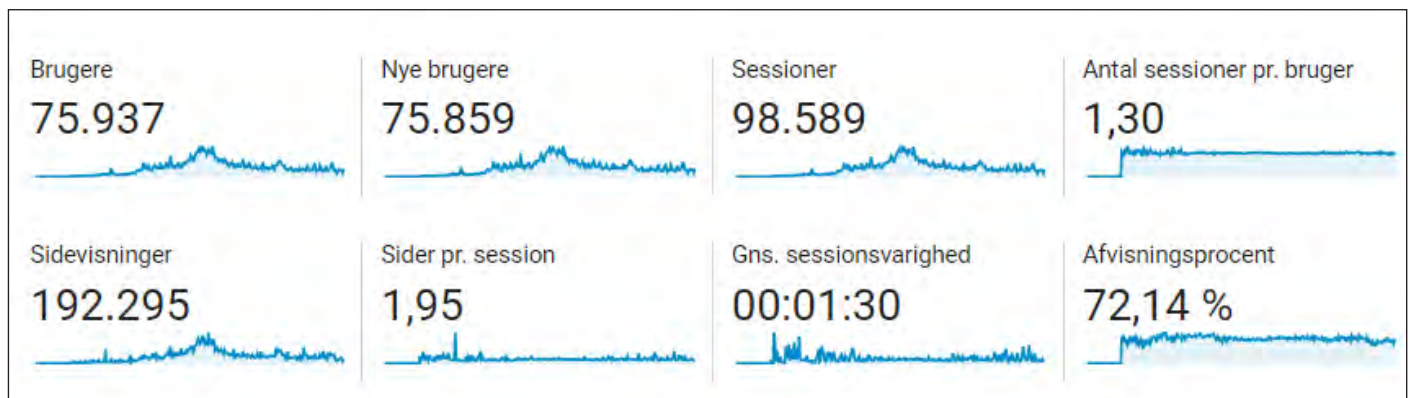 Brugere
75.937
Nye brugere
75.859
Sessioner
98.589
Antal sessioner pr. bruger
1,30
Sidevisninger
192.295
Sider pr. session
1,95
Gns. sessionsvarighed
00:01:30
Afvisningsprocent
72,14 %